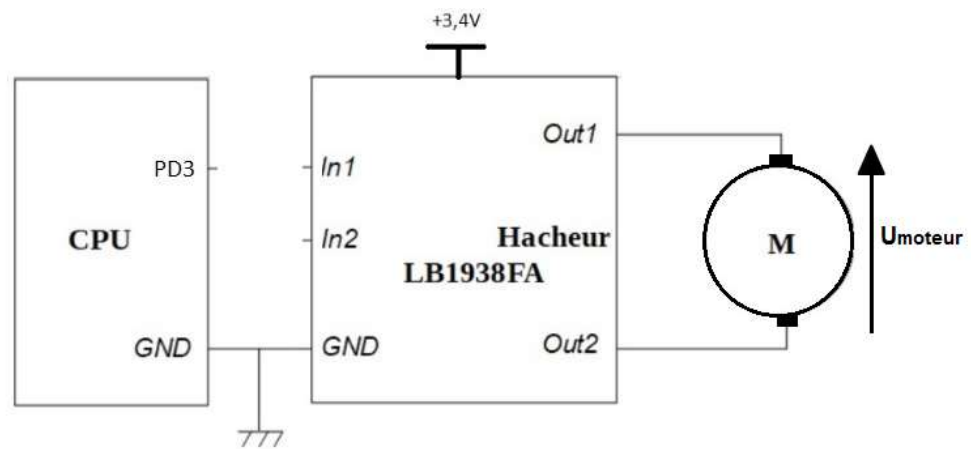 +3,4V
Out1
PD3
In1
CPU
In2
Hacheur
M
Umoteur
LB1938FA
GND
GND
Out2